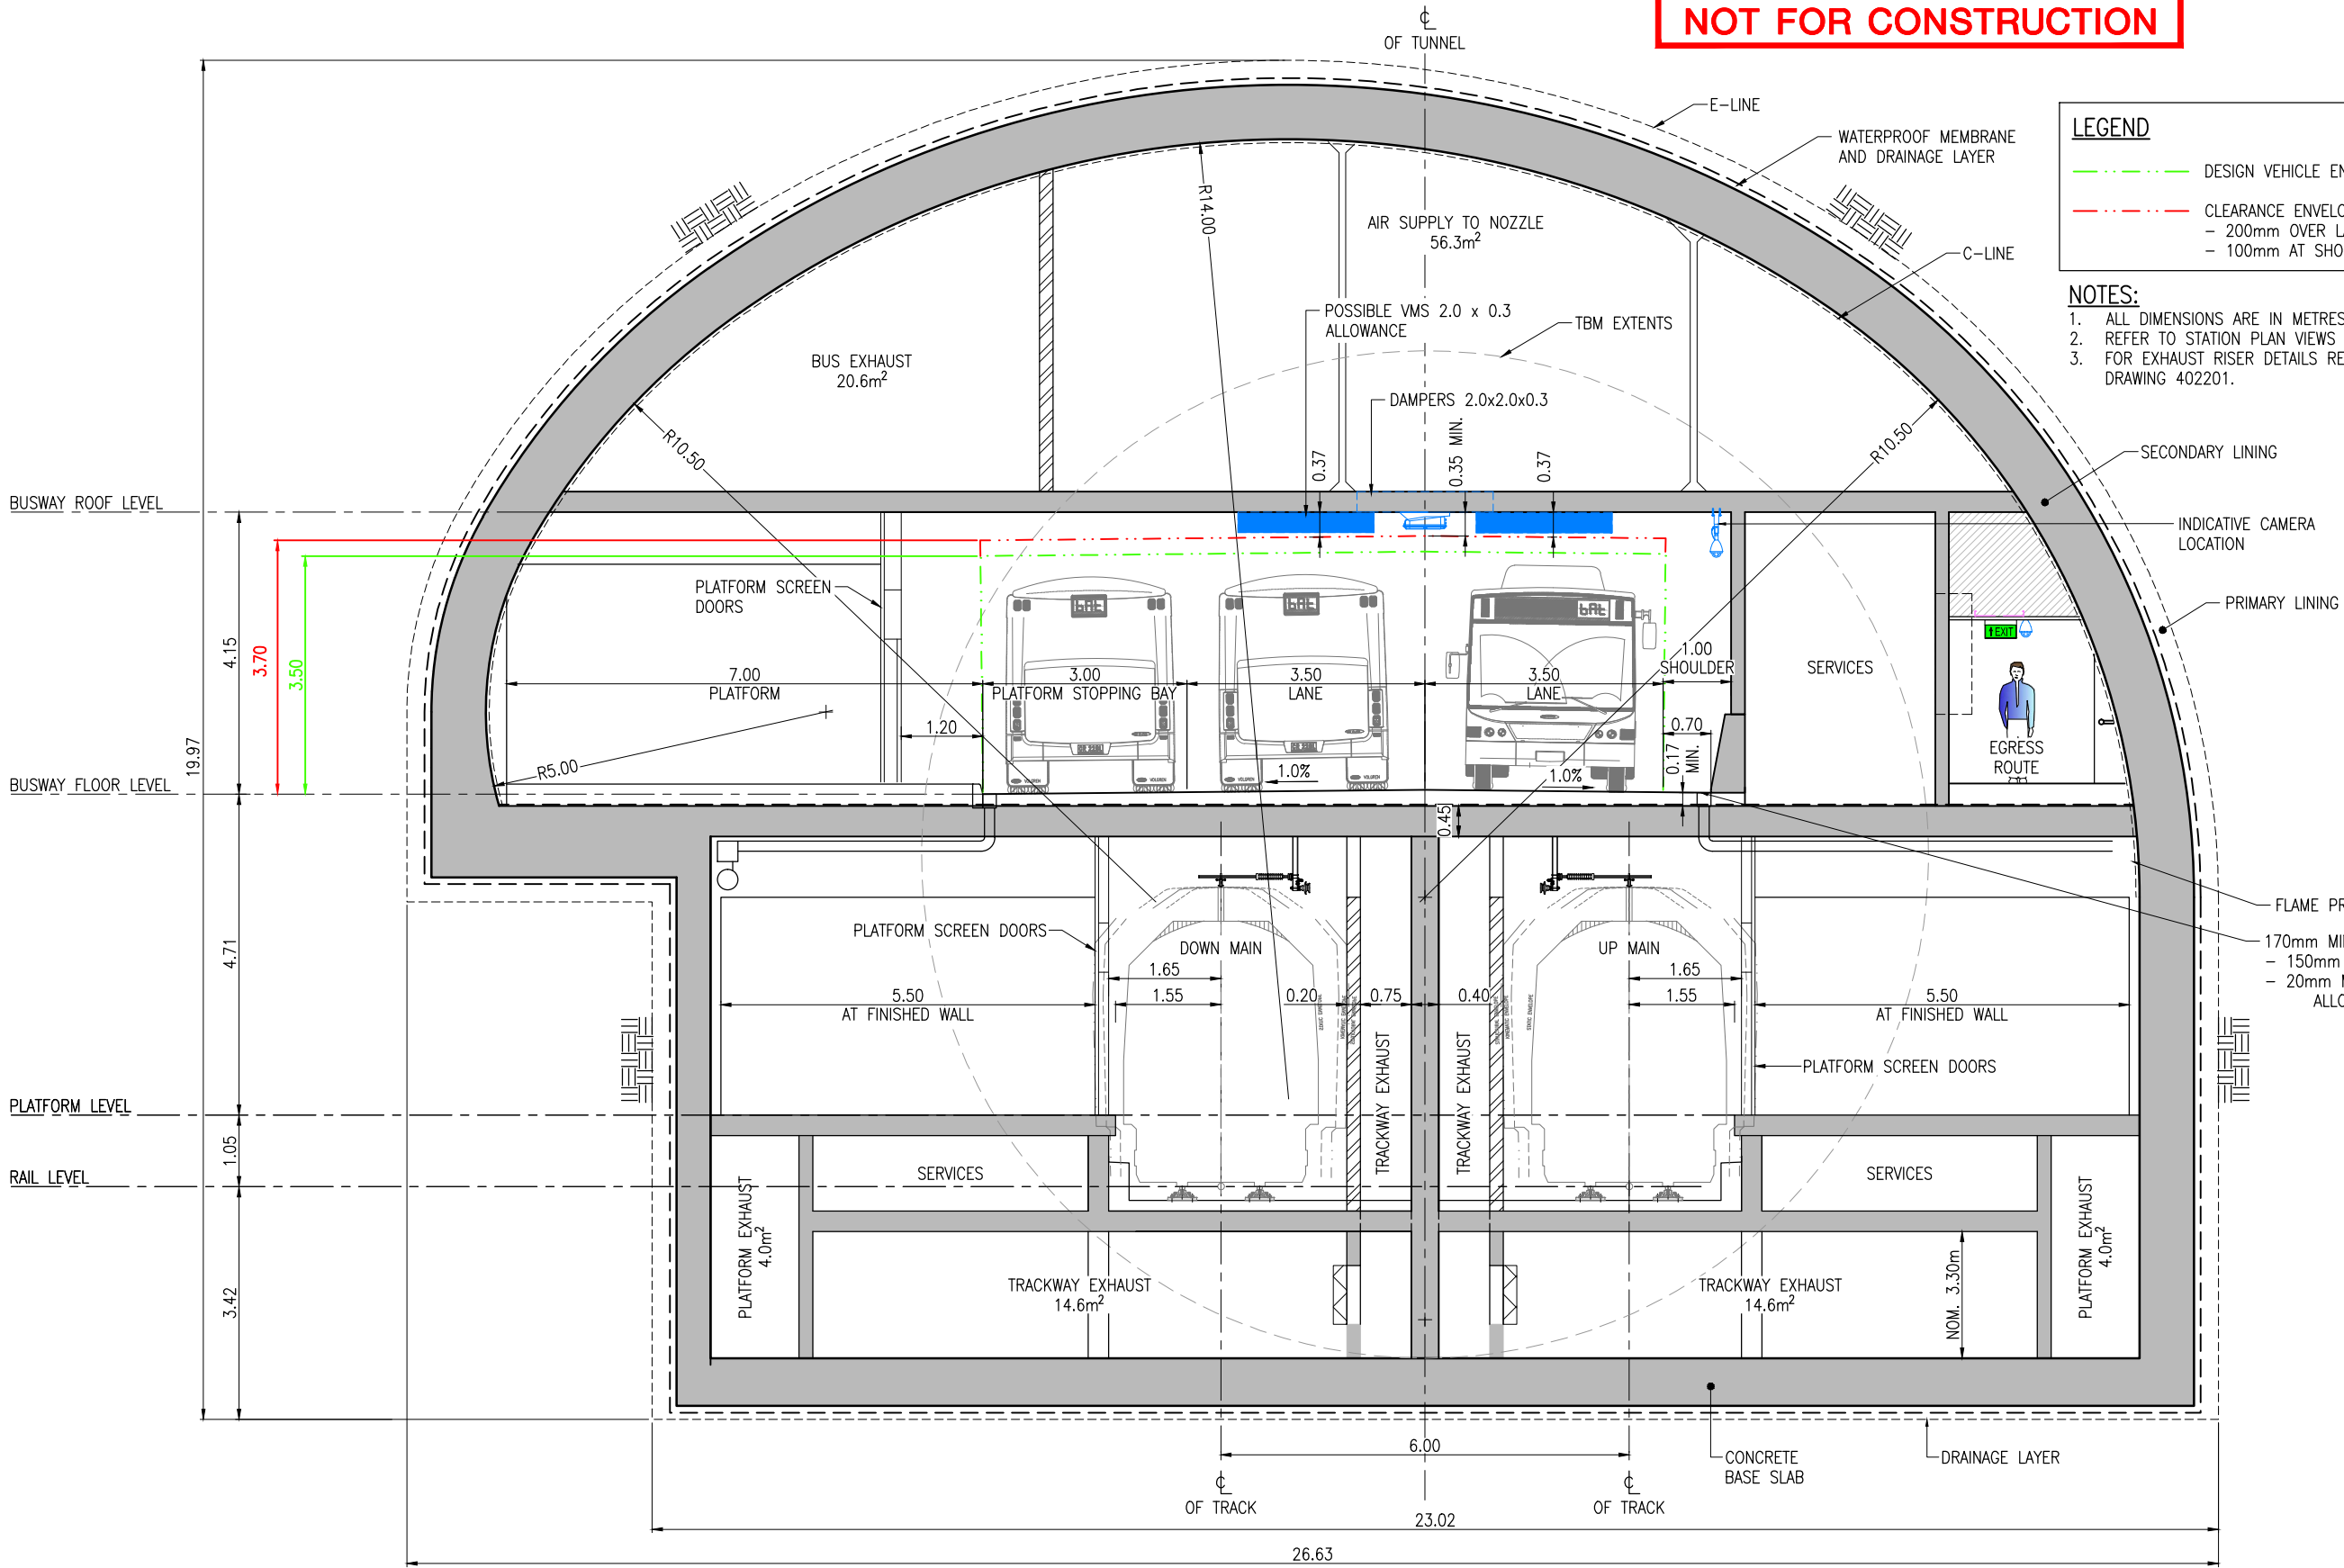 NOT FOR CONSTRUCTION
℄
OF TUNNEL
E-LINE
WATERPROOF MEMBRANE
AND DRAINAGE LAYER
LEGEND
DESIGN VEHICLE EN
CLEARANCE ENVELO
- 200mm OVER LA
- 100mm AT SHO
C-LINE
NOTES:
1. ALL DIMENSIONS ARE IN METRES
2. REFER TO STATION PLAN VIEWS
3. FOR EXHAUST RISER DETAILS RE
DRAWING 402201.
R14.00
AIR SUPPLY TO NOZZLE
56.3m²
POSSIBLE VMS 2.0 x 0.3
ALLOWANCE
TBM EXTENTS
BUS EXHAUST
20.6m²
DAMPERS 2.0x2.0x0.3
R10.50
0.37
0.35 MIN.
0.37
R10.50
SECONDARY LINING
BUSWAY ROOF LEVEL
INDICATIVE CAMERA
LOCATION
PLATFORM SCREEN
DOORS
PRIMARY LINING
EXIT
4.15
3.70
3.50
19.97
7.00
PLATFORM
3.00
PLATFORM STOPPING BAY
3.50
LANE
3.50
LANE
1.00
SHOULDER
SERVICES
1.20
0.70
0.17
MIN.
EGRESS
ROUTE
R5.00
1.0%
1.0%
BUSWAY FLOOR LEVEL
0.45
FLAME PR
170mm MI
- 150mm
- 20mm M
ALLO
PLATFORM SCREEN DOORS
DOWN MAIN
UP MAIN
4.71
1.65
1.65
5.50
AT FINISHED WALL
1.55
0.20
0.75
0.40
1.55
5.50
AT FINISHED WALL
TRACKWAY EXHAUST
TRACKWAY EXHAUST
PLATFORM SCREEN DOORS
PLATFORM LEVEL
1.05
RAIL LEVEL
SERVICES
SERVICES
PLATFORM EXHAUST
4.0m²
PLATFORM EXHAUST
4.0m²
3.42
TRACKWAY EXHAUST
14.6m²
TRACKWAY EXHAUST
14.6m²
NOM. 3.30m
6.00
CONCRETE
BASE SLAB
DRAINAGE LAYER
℄
OF TRACK
℄
OF TRACK
23.02
26.63